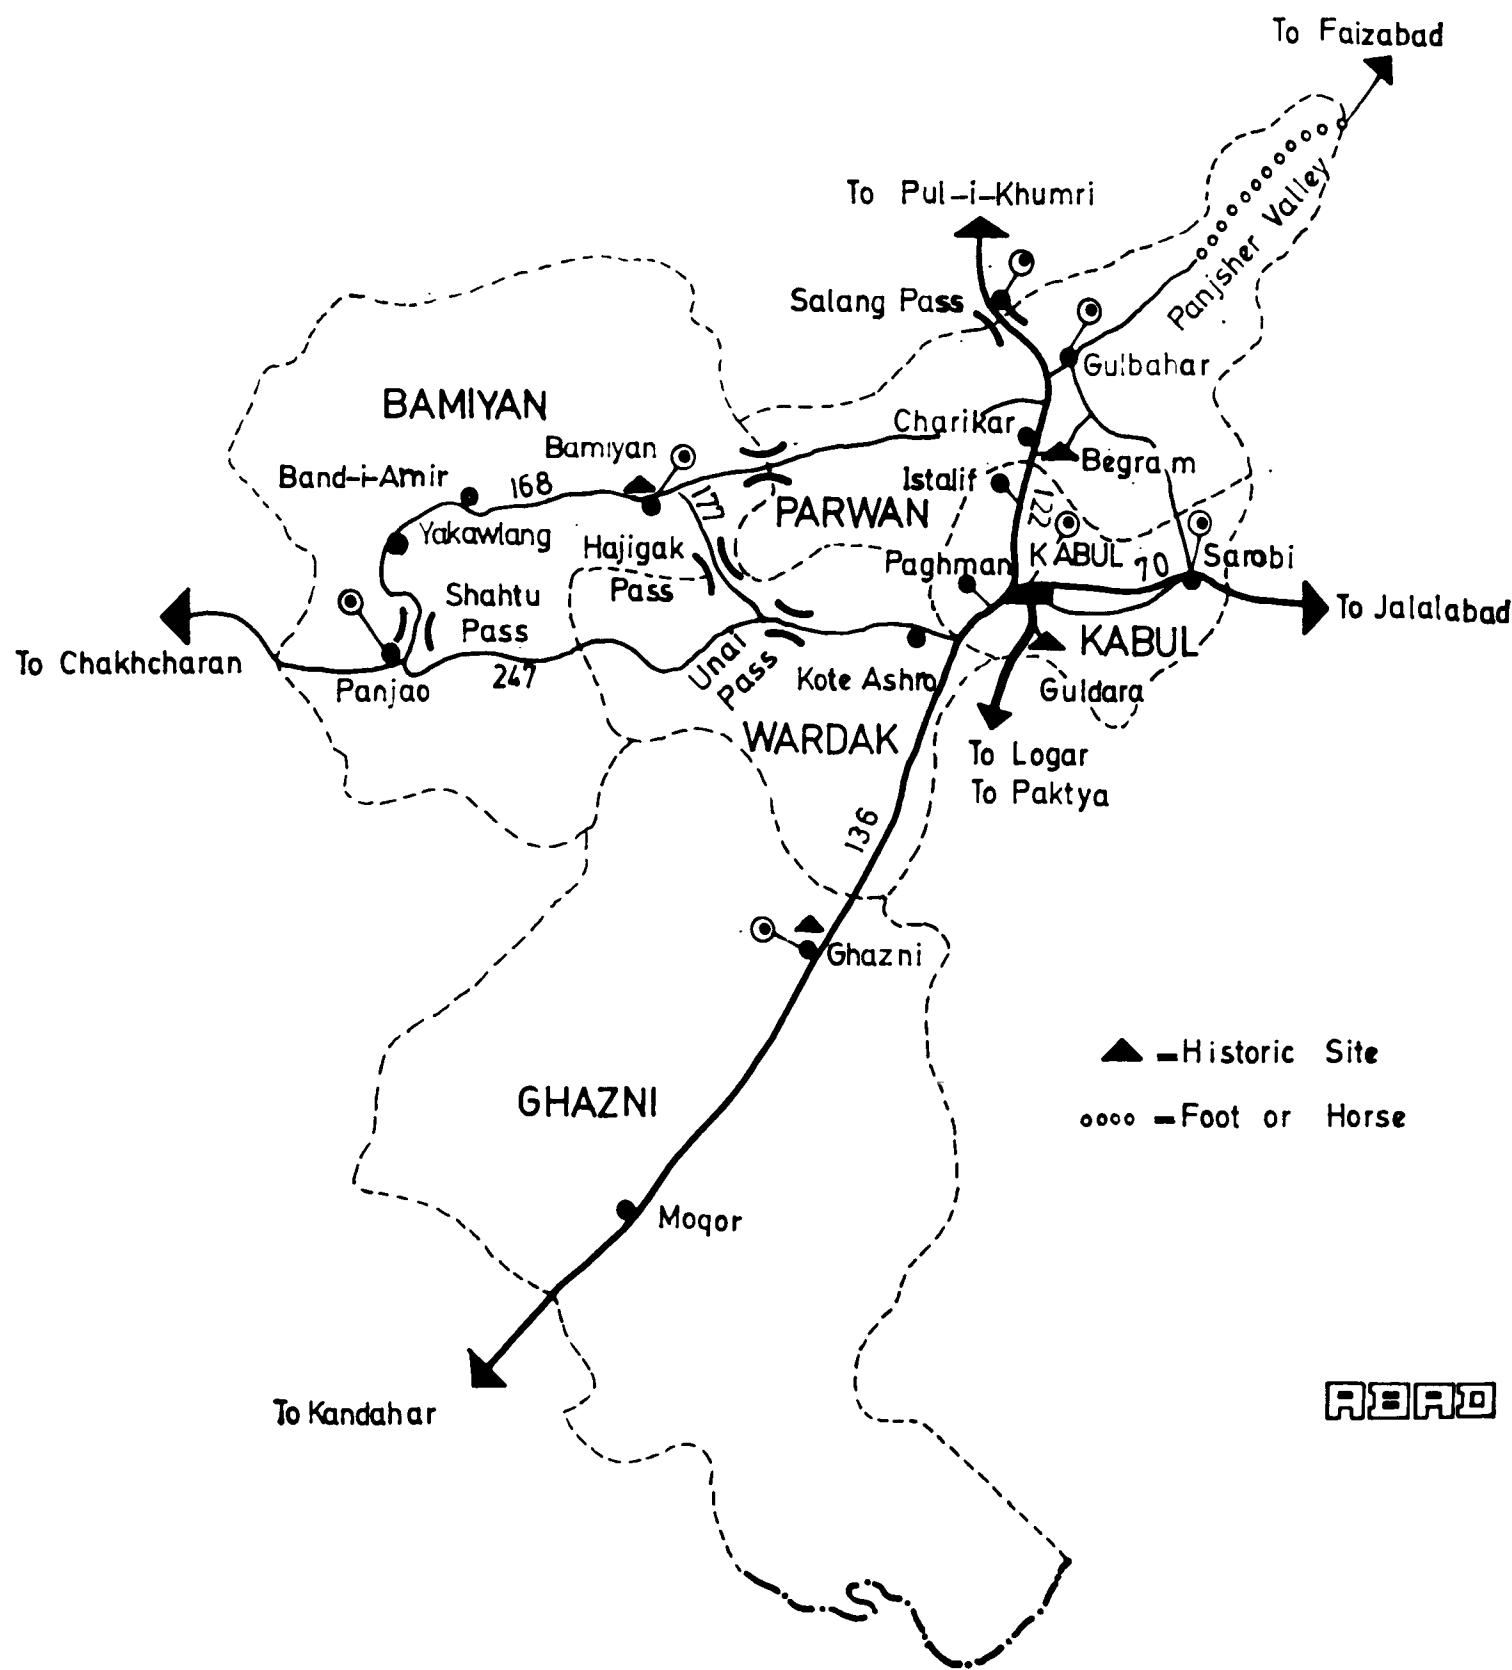 To Faizabad
To Pul-i-Khumri
Panjsher Valley
Salang Pass
Gulbahar
BAMIYAN
Charikar
Bamiyan
Begram
Band-i-Amir
168
177
Istalif
122
PARWAN
Yakawlang
Hajigak
Pass
Paghman
KABUL
70
Sarobi
Shahtu
Pass
To Jalalabad
To Chakhcharan
247
Unai
Pass
Kote Ashro
KABUL
Panjao
Guldara
WARDAK
To Logar
To Paktya
136
Ghazni
-Historic Site
GHAZNI
-Foot or Horse
Moqor
To Kandahar
ABAD